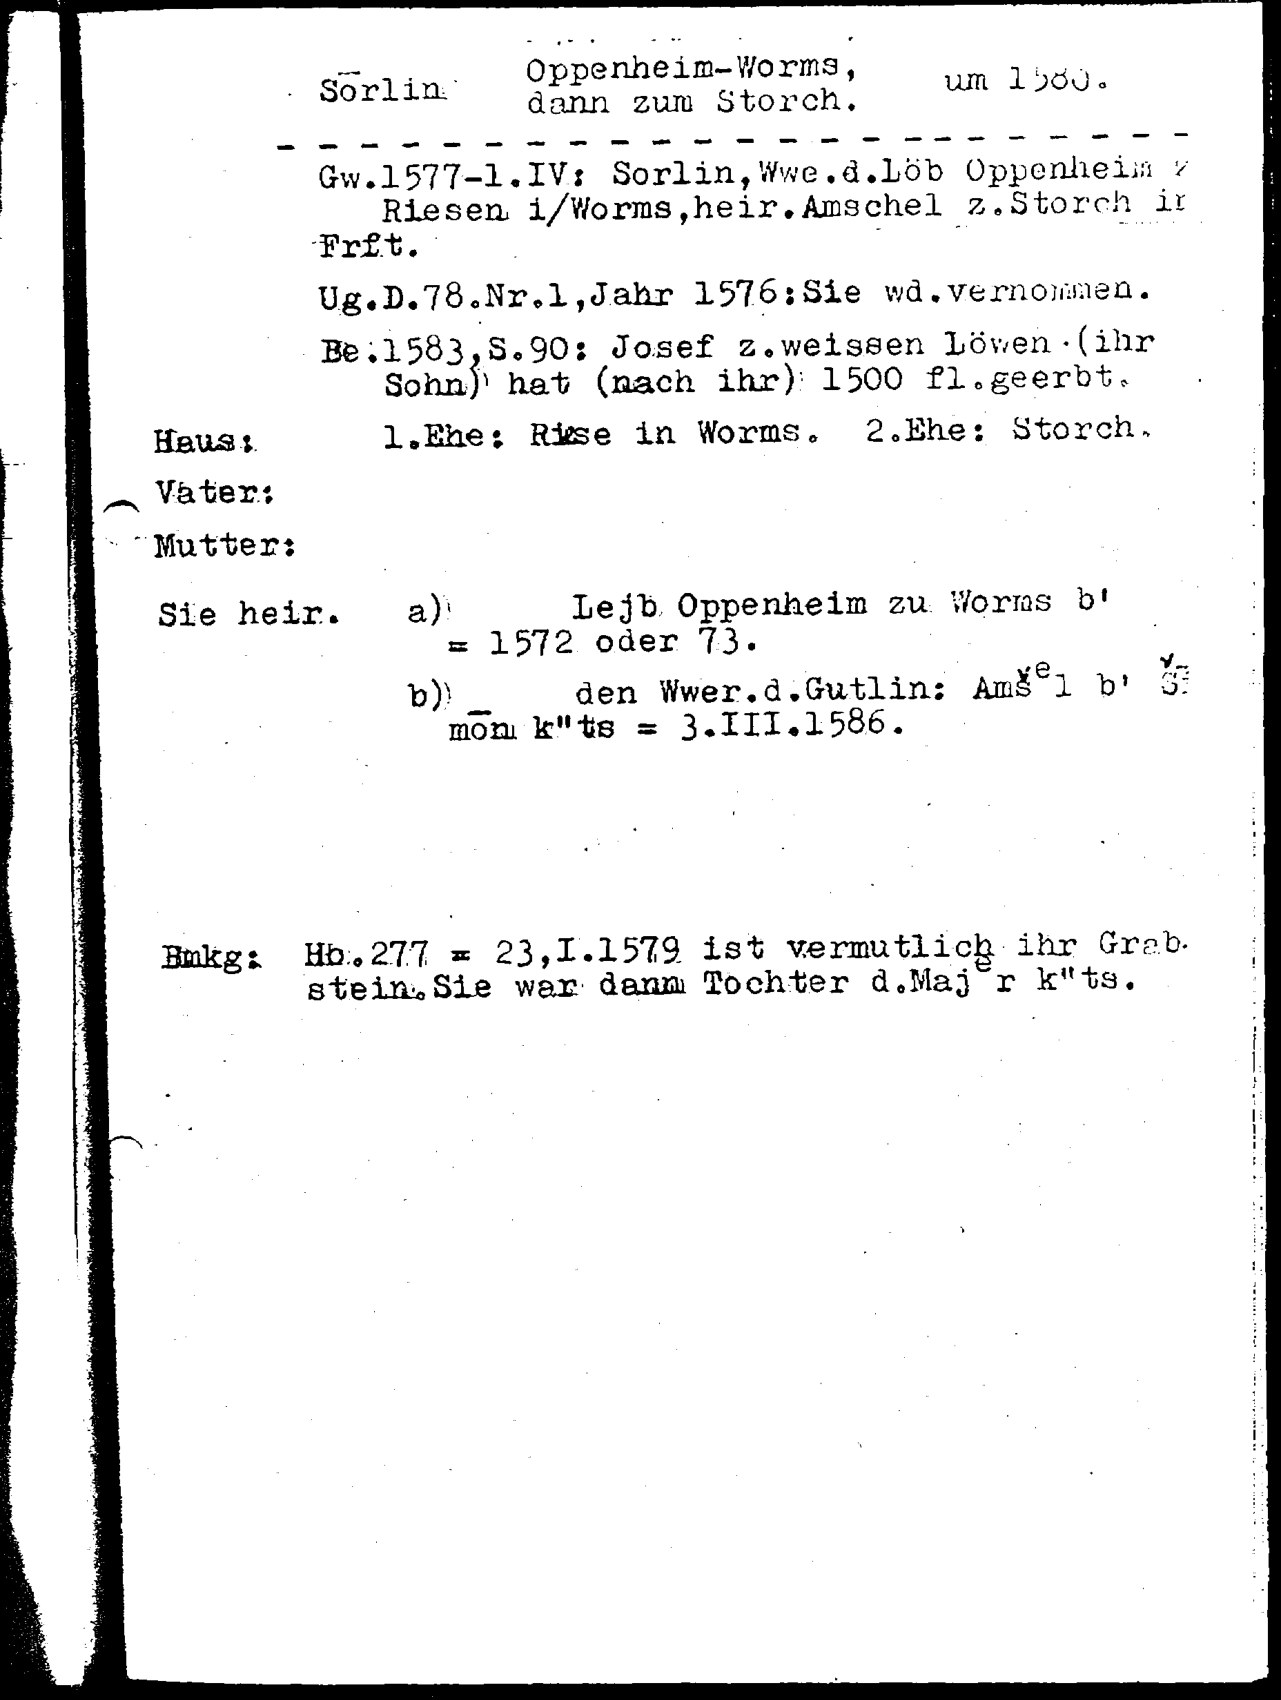 Sōrlin Oppenheim-Worms, um 1580.
dann zum Storch.
Gw.1577-1.IV: Sorlin,Wwe.d.Löb Oppenheim z
Riesen i/Worms,heir.Amschel z.Storch in
Frft.
Ug.D.78.Nr.1,Jahr 1576:Sie wd.vernommen.
Be.1583,S.90: Josef z.weissen Löwen (ihr
Sohn) hat (nach ihr) 1500 fl.geerbt.
Haus: 1.Ehe: Riese in Worms. 2.Ehe: Storch.
Vater:
Mutter:
Sie heir. a) Lejb Oppenheim zu Worms b'
= 1572 oder 73.
b) den Wwer.d.Gutlin: Amšᵉl b'
mōn k"ts = 3.III.1586.
Bmkg: Hb.277 = 23,I.1579 ist vermutlich ihr Grab-
stein.Sie war dann Tochter d.Majᵉr k"ts.